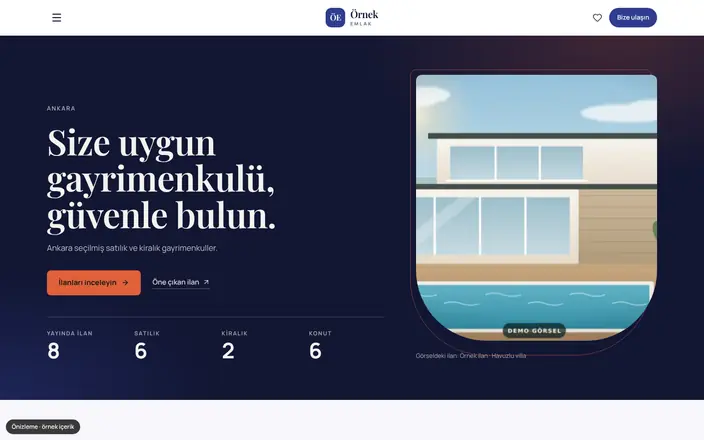 ÖE
Örnek
EMLAK
Bize ulaşın
ANKARA
Size uygun
gayrimenkulü,
güvenle bulun.
Ankara seçilmiş satılık ve kiralık gayrimenkuller.
İlanları inceleyin →
Öne çıkan ilan ↗
YAYINDA İLAN
SATILIK
KİRALIK
KONUT
8
6
2
6
DEMO GÖRSEL
Görseldeki ilan: Örnek ilan · Havuzlu villa
Önizleme · örnek içerik